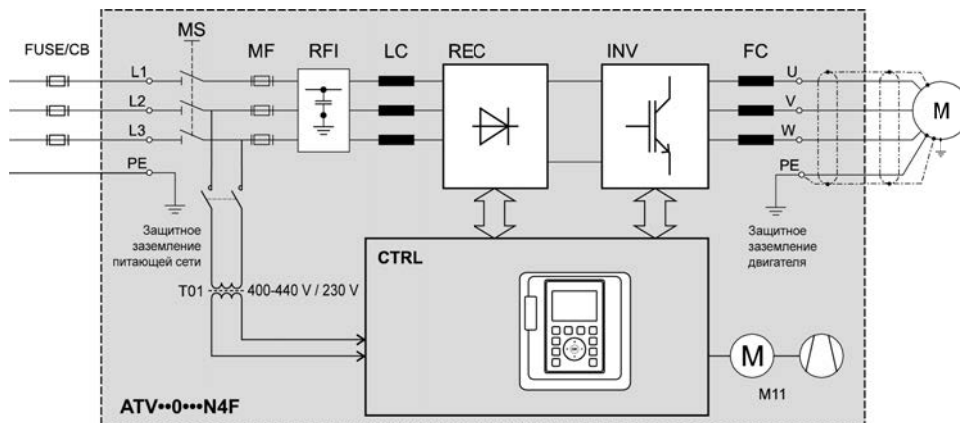 FUSE/CB
MS
MF
RFI
LC
REC
INV
FC
L1
L2
L3
PE
U
V
W
PE
M
Защитное
заземление
питающей сети
Защитное
заземление
двигателя
CTRL
T01
400-440 V / 230 V
M
M11
ATV••0•••N4F